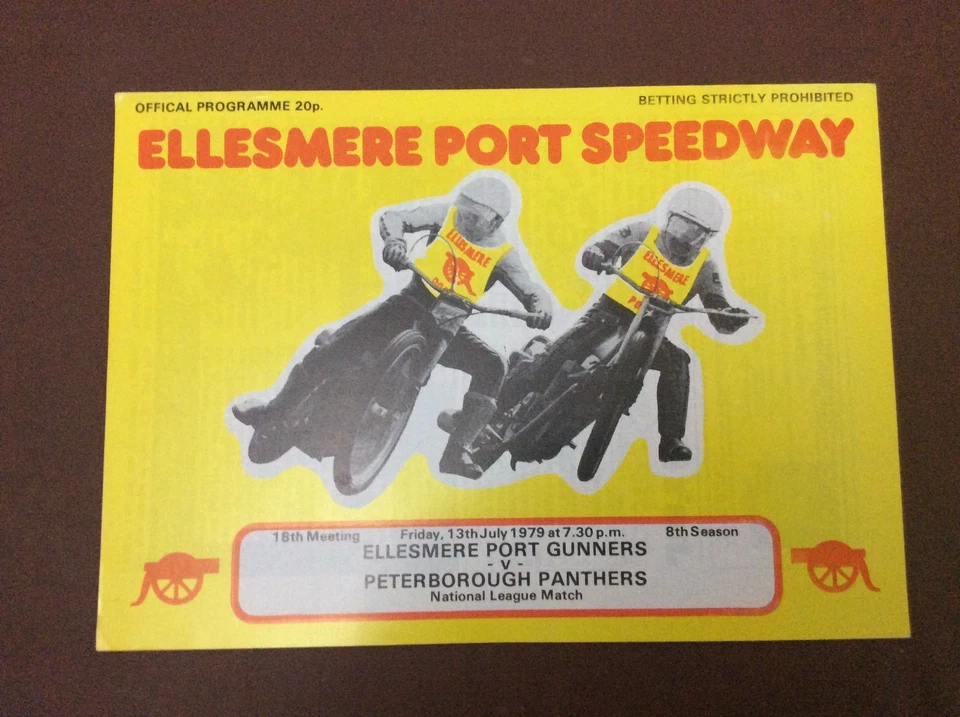 OFFICAL PROGRAMME 20p.
BETTING STRICTLY PROHIBITED
ELLESMERE PORT SPEEDWAY
ELLESMERE
ELLESMERE
18th Meeting
Friday, 13th July 1979 at 7.30 p.m.
8th Season
ELLESMERE PORT GUNNERS
- v -
PETERBOROUGH PANTHERS
National League Match